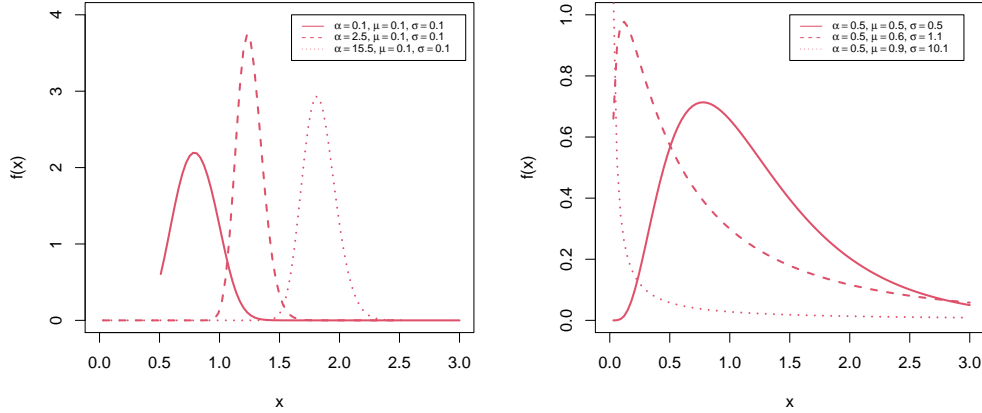 α = 0.1, μ = 0.1, σ = 0.1
α = 2.5, μ = 0.1, σ = 0.1
α = 15.5, μ = 0.1, σ = 0.1
f(x)
4
3
2
1
0
0.0 0.5 1.0 1.5 2.0 2.5 3.0
x
α = 0.5, μ = 0.5, σ = 0.5
α = 0.5, μ = 0.6, σ = 1.1
α = 0.5, μ = 0.9, σ = 10.1
f(x)
1.0
0.8
0.6
0.4
0.2
0.0
0.0 0.5 1.0 1.5 2.0 2.5 3.0
x